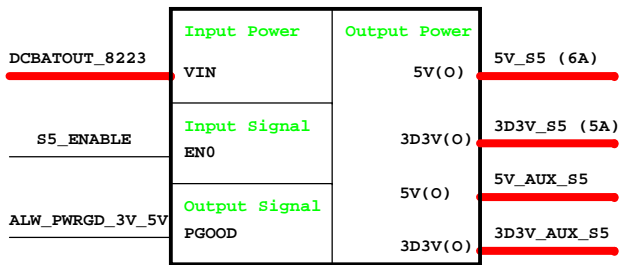 Input Power
Output Power
DCBATOUT_8223
VIN
5V(O)
5V_S5 (6A)
Input Signal
S5_ENABLE
EN0
3D3V(O)
3D3V_S5 (5A)
5V(O)
5V_AUX_S5
Output Signal
ALW_PWRGD_3V_5V
PGOOD
3D3V(O)
3D3V_AUX_S5